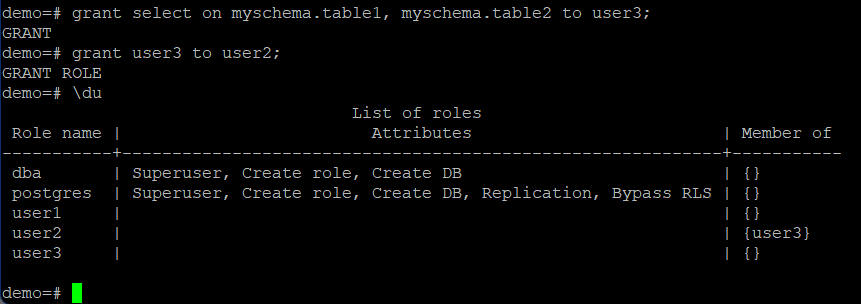 demo=# grant select on myschema.table1, myschema.table2 to user3;
GRANT
demo=# grant user3 to user2;
GRANT ROLE
demo=# \du
                                   List of roles
 Role name |                         Attributes                         | Member of
-----------+------------------------------------------------------------+-----------
 dba       | Superuser, Create role, Create DB                          | {}
 postgres  | Superuser, Create role, Create DB, Replication, Bypass RLS | {}
 user1     |                                                            | {}
 user2     |                                                            | {user3}
 user3     |                                                            | {}
demo=#